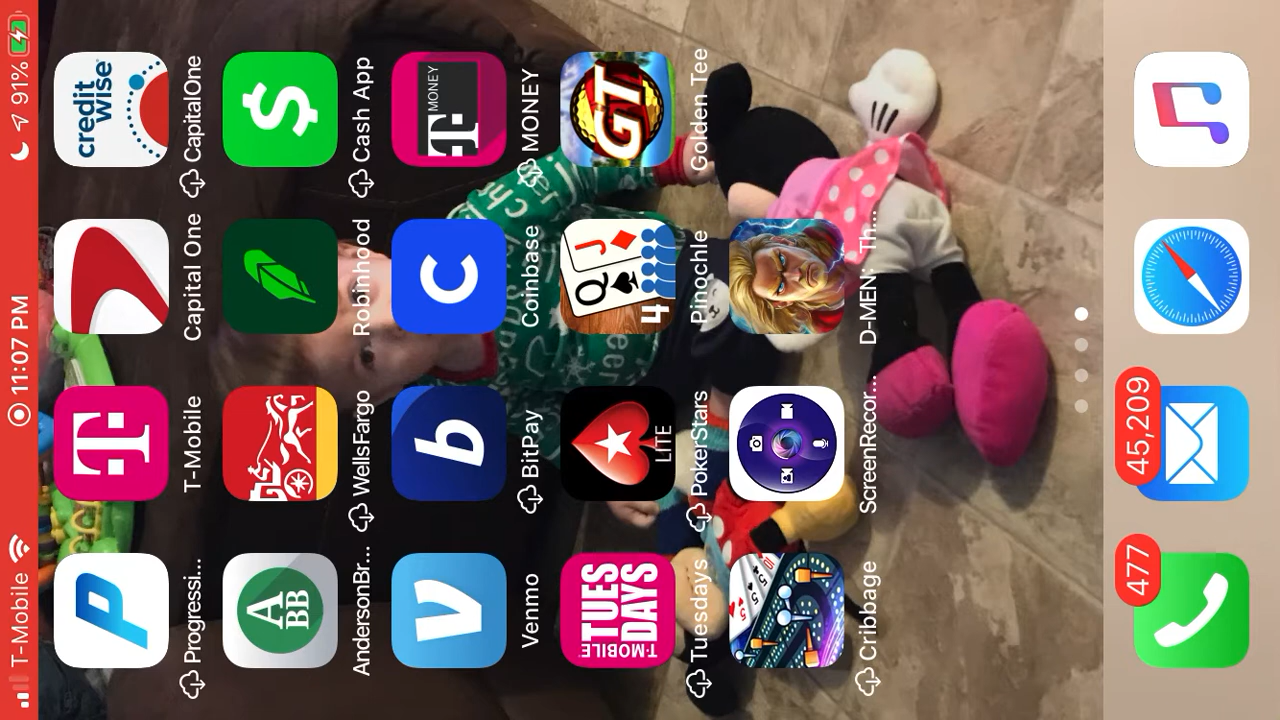 T-Mobile 11:07 PM 91%
Progressi...
T-Mobile
Capital One
credit wise
CapitalOne
ABB
AndersonBr...
WellsFargo
Robinhood
$
Cash App
V
Venmo
b
BitPay
C
Coinbase
T MONEY
MONEY
T-MOBILE
TUES
DAYS
Tuesdays
LITE
PokerStars
Q J
4
Pinochle
GT
Golden Tee
Cribbage
ScreenRecor...
D-MEN: Th...
477
45,209